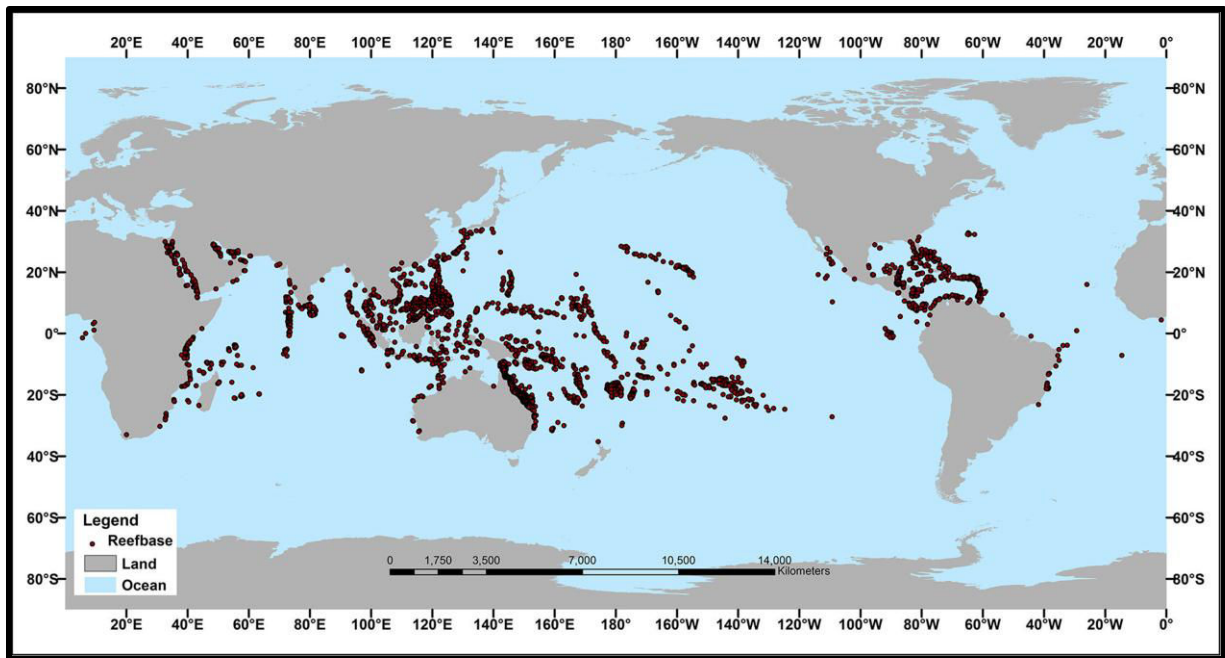 20°E 40°E 60°E 80°E 100°E 120°E 140°E 160°E 180° 160°W 140°W 120°W 100°W 80°W 60°W 40°W 20°W 0°
80°N 80°N
60°N 60°N
40°N 40°N
20°N 20°N
0° 0°
20°S 20°S
40°S 40°S
60°S 60°S
80°S 80°S
Legend
Reefbase
Land
Ocean
0 1,750 3,500 7,000 10,500 14,000
Kilometers
20°E 40°E 60°E 80°E 100°E 120°E 140°E 160°E 180° 160°W 140°W 120°W 100°W 80°W 60°W 40°W 20°W 0°